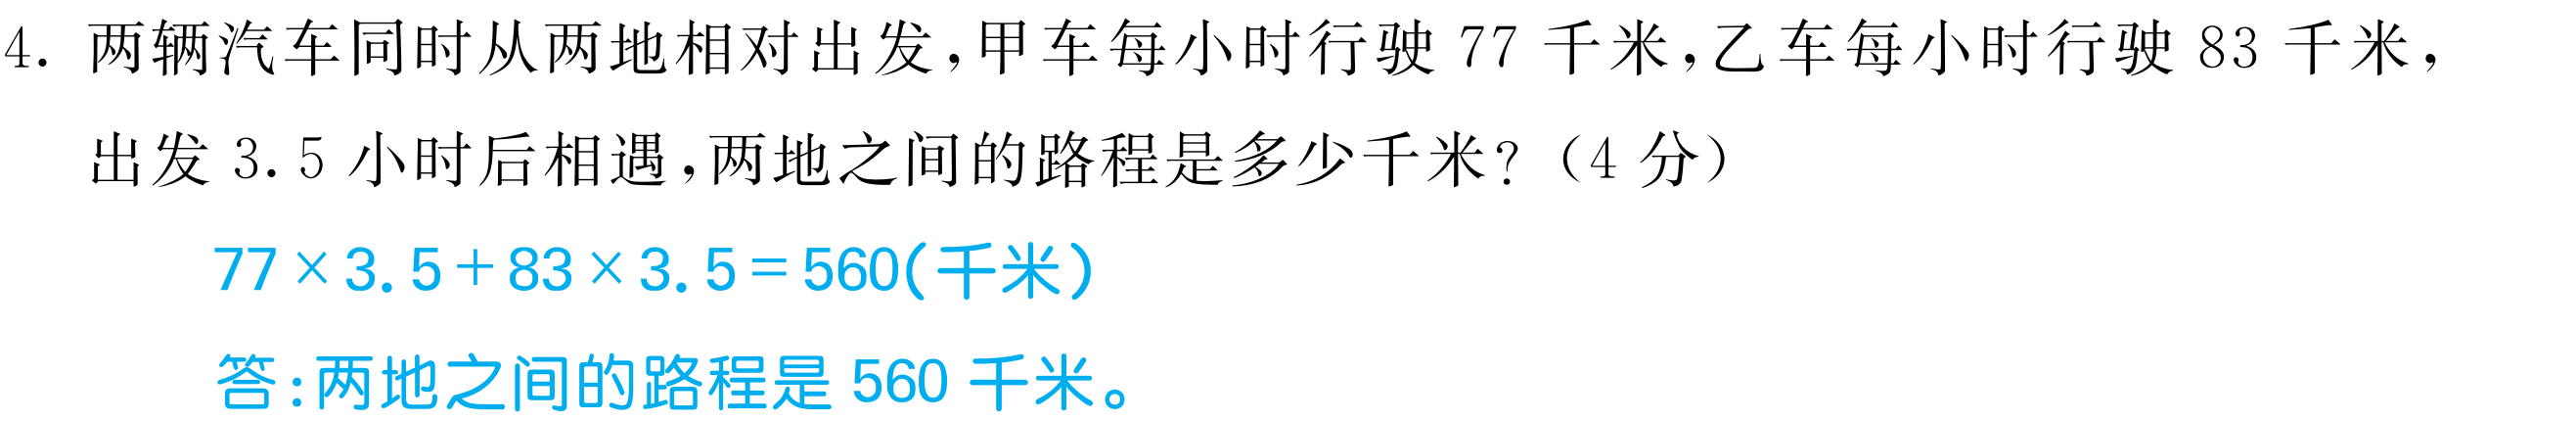 4. 两辆汽车同时从两地相对出发,甲车每小时行驶 77 千米,乙车每小时行驶 83 千米,
出发 3.5 小时后相遇,两地之间的路程是多少千米?(4 分)
77×3.5+83×3.5=560(千米)
答:两地之间的路程是 560 千米。